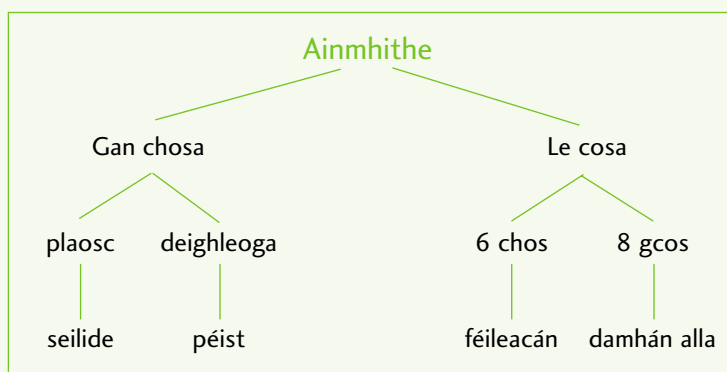 Ainmhithe
Gan chosa Le cosa
plaosc deighleoga 6 chos 8 gcos
seilide péist féileacán damhán alla